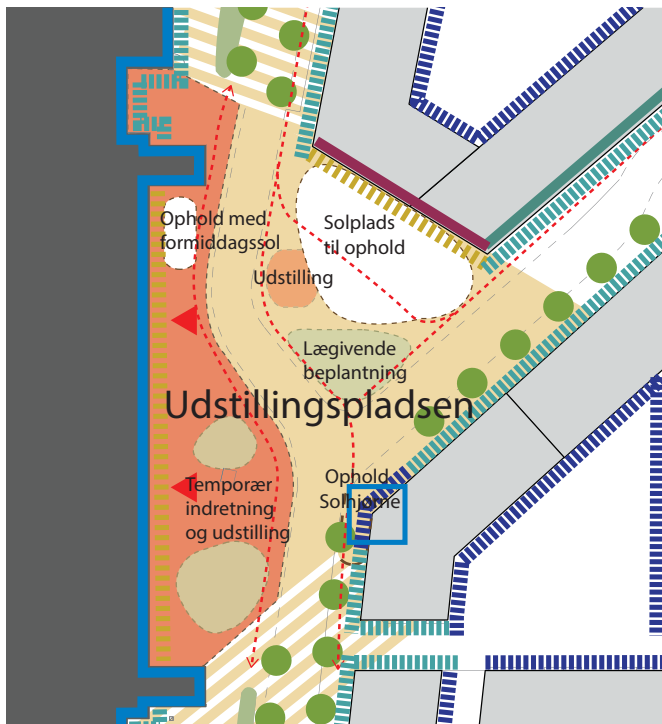 Ophold med
formiddagssol
Solplads
til ophold
Udstilling
Lægivende
beplantning
Udstillingspladsen
Ophold
Solhjørne
Temporær
indretning
og udstilling